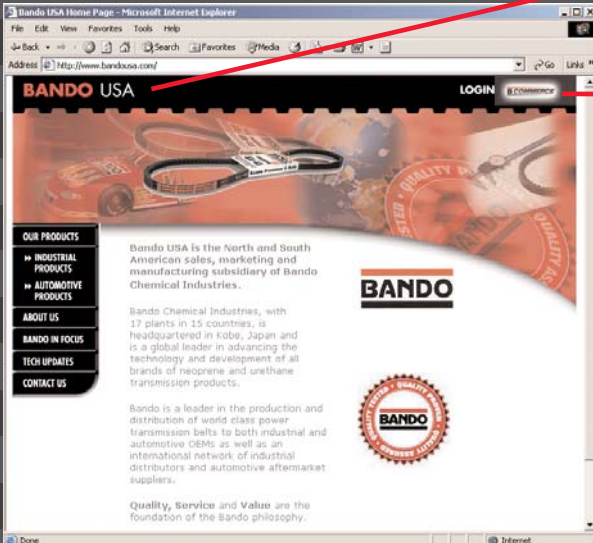 Bando USA Home Page - Microsoft Internet Explorer
File Edit View Favorites Tools Help
Back Search Favorites Media
Address http://www.bandousa.com/ Go Links »
BANDO USA LOGIN E-COMMERCE
OUR PRODUCTS
INDUSTRIAL
PRODUCTS
AUTOMOTIVE
PRODUCTS
ABOUT US
BANDO IN FOCUS
TECH UPDATES
CONTACT US
Bando USA is the North and South
American sales, marketing and
manufacturing subsidiary of Bando
Chemical Industries.
Bando Chemical Industries, with
17 plants in 15 countries, is
headquartered in Kobe, Japan and
is a global leader in advancing the
technology and development of all
brands of neoprene and urethane
transmission products.
Bando is a leader in the production and
distribution of world class power
transmission belts to both industrial and
automotive OEMs as well as an
international network of industrial
distributors and automotive aftermarket
suppliers.
Quality, Service and Value are the
foundation of the Bando philosophy.
BANDO
QUALITY TESTED • QUALITY PROVEN • QUALITY ASSURED •
BANDO
Done Internet